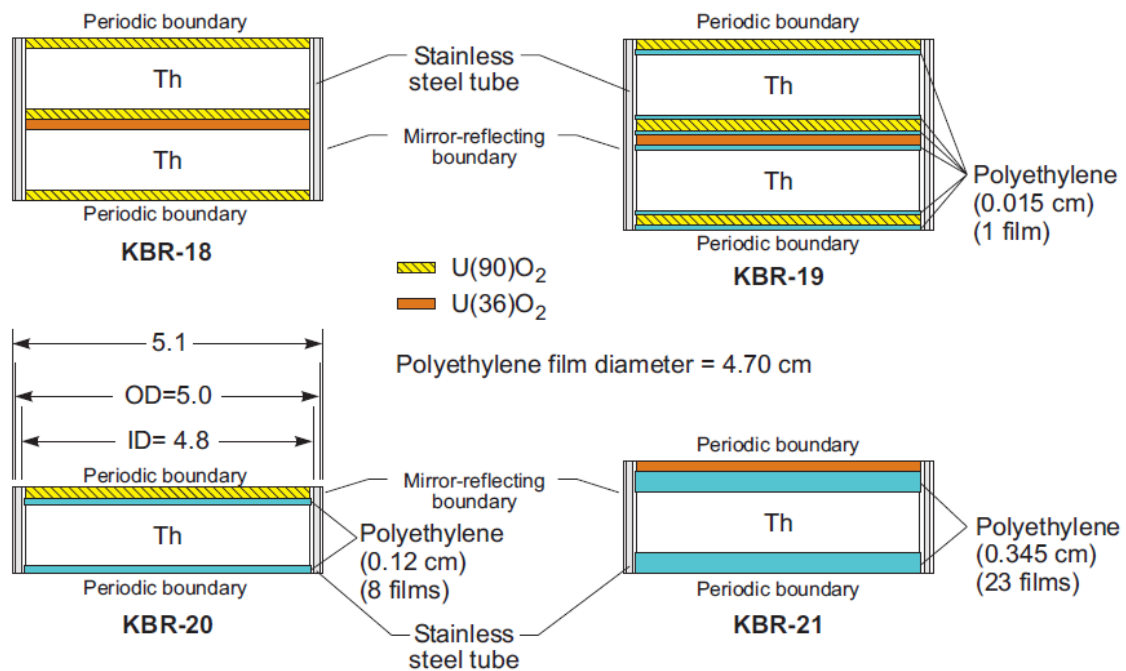 Periodic boundary
Th
Th
Periodic boundary
KBR-18
Stainless
steel tube
Mirror-reflecting
boundary
Periodic boundary
Th
Th
Periodic boundary
KBR-19
Polyethylene
(0.015 cm)
(1 film)
U(90)O2
U(36)O2
Polyethylene film diameter = 4.70 cm
5.1
OD=5.0
ID= 4.8
Periodic boundary
Th
Periodic boundary
KBR-20
Mirror-reflecting
boundary
Polyethylene
(0.12 cm)
(8 films)
Stainless
steel tube
Periodic boundary
Th
Periodic boundary
KBR-21
Polyethylene
(0.345 cm)
(23 films)